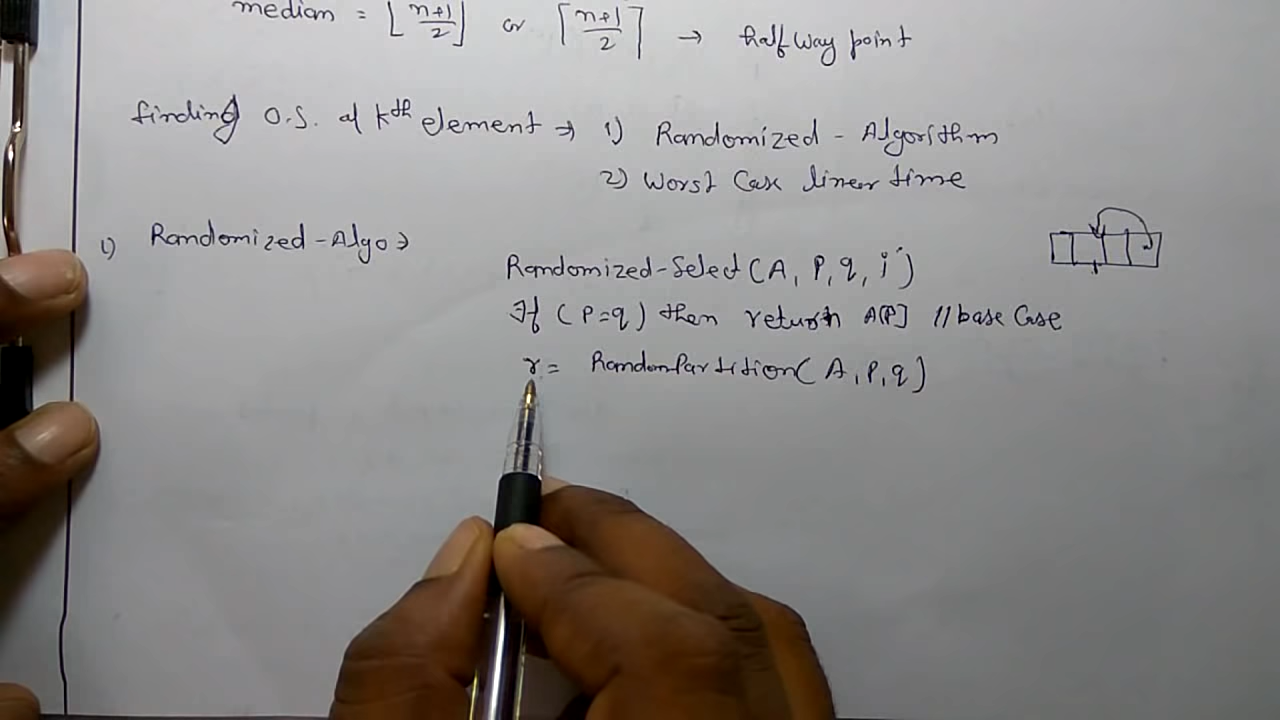 median = ⌊n+1/2⌋ or ⌈n+1/2⌉ → half way point
finding O.S. of kth element ⇒ 1) Randomized - Algorithm
2) Worst Case liner time
1) Randomized - Algo ⇒
Randomized-Select (A, P, q, i)
If (P=q) then return A[P] // base Case
r = RandomPartition (A, P, q)